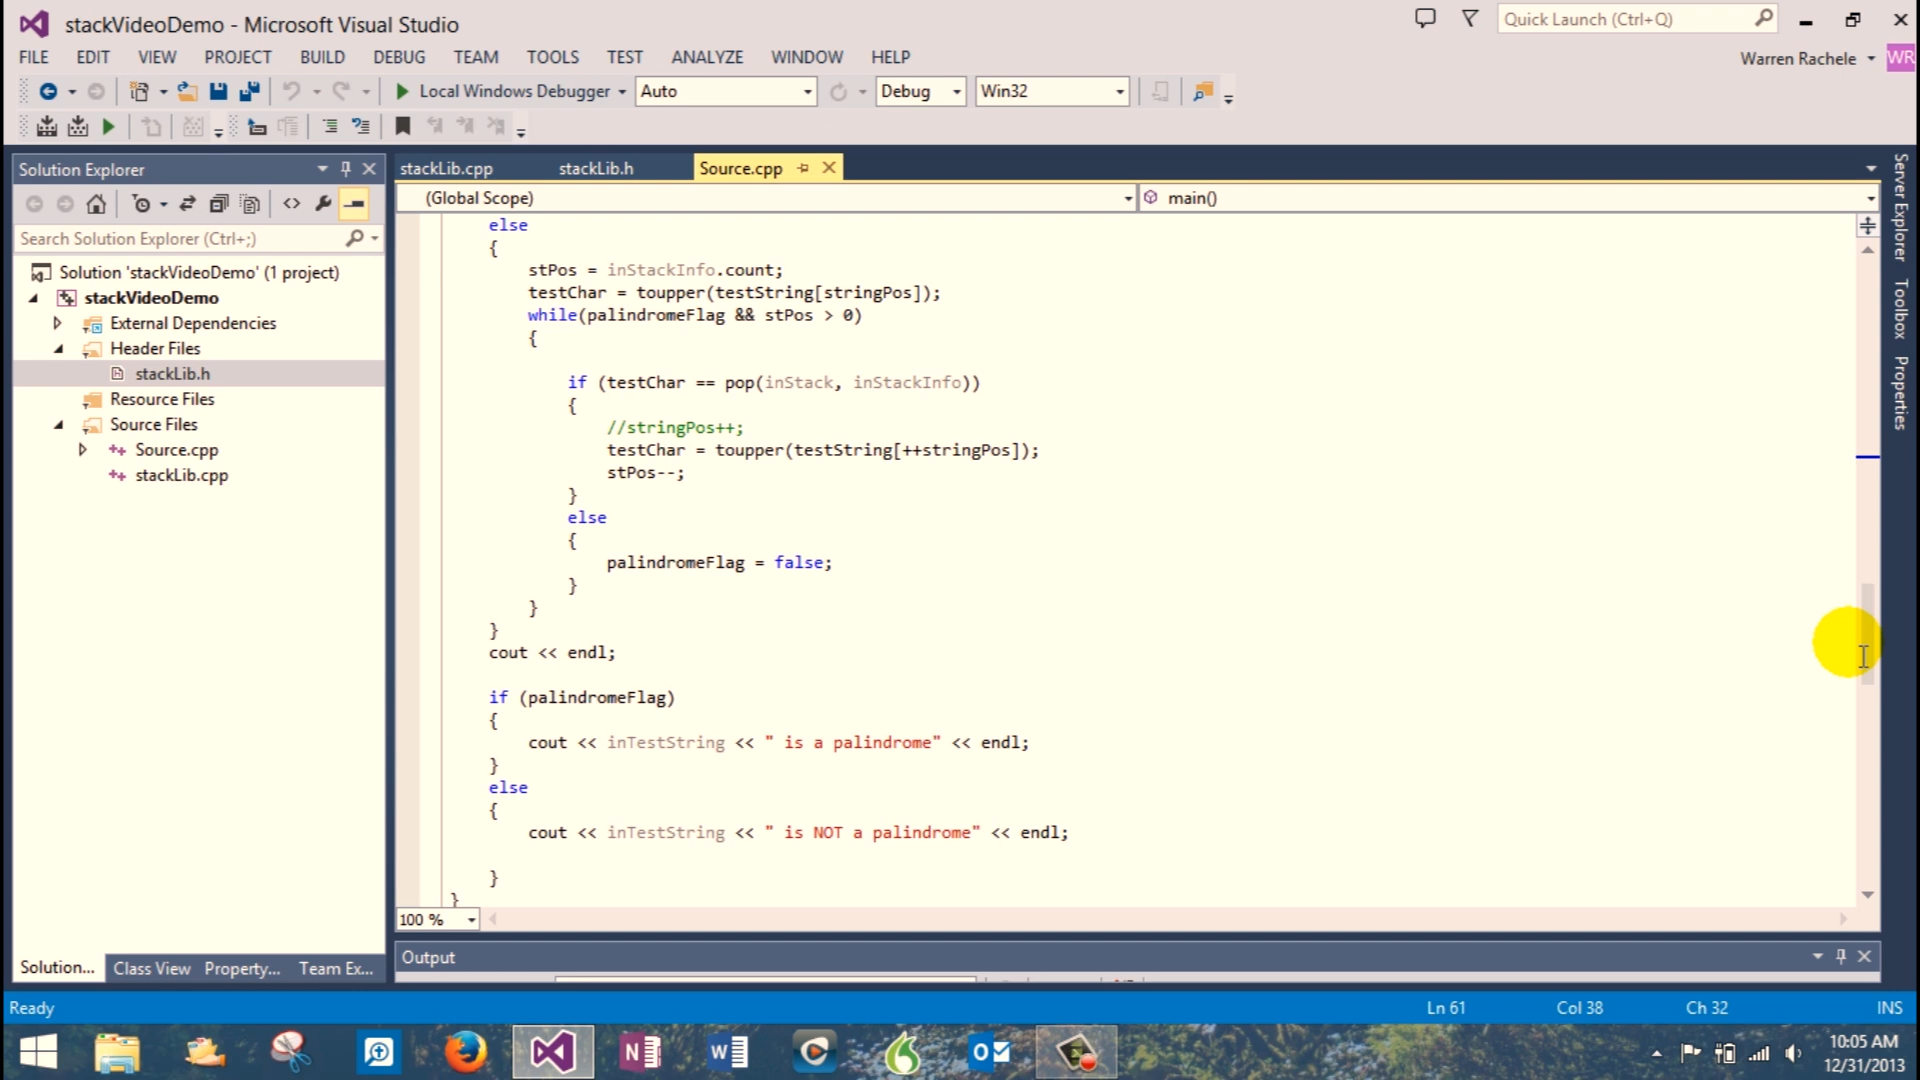 stackVideoDemo - Microsoft Visual Studio
Quick Launch (Ctrl+Q)
FILE EDIT VIEW PROJECT BUILD DEBUG TEAM TOOLS TEST ANALYZE WINDOW HELP
Warren Rachele WR
Local Windows Debugger Auto Debug Win32
Solution Explorer
stackLib.cpp stackLib.h Source.cpp
(Global Scope) main()
Search Solution Explorer (Ctrl+;)
Solution 'stackVideoDemo' (1 project)
stackVideoDemo
External Dependencies
Header Files
stackLib.h
Resource Files
Source Files
Source.cpp
stackLib.cpp
else
{
stPos = inStackInfo.count;
testChar = toupper(testString[stringPos]);
while(palindromeFlag && stPos > 0)
{
if (testChar == pop(inStack, inStackInfo))
{
//stringPos++;
testChar = toupper(testString[++stringPos]);
stPos--;
}
else
{
palindromeFlag = false;
}
}
}
cout << endl;
if (palindromeFlag)
{
cout << inTestString << " is a palindrome" << endl;
}
else
{
cout << inTestString << " is NOT a palindrome" << endl;
}
}
100 %
Server Explorer
Toolbox
Properties
Solution... Class View Property... Team Ex...
Output
Ready Ln 61 Col 38 Ch 32 INS
10:05 AM
12/31/2013